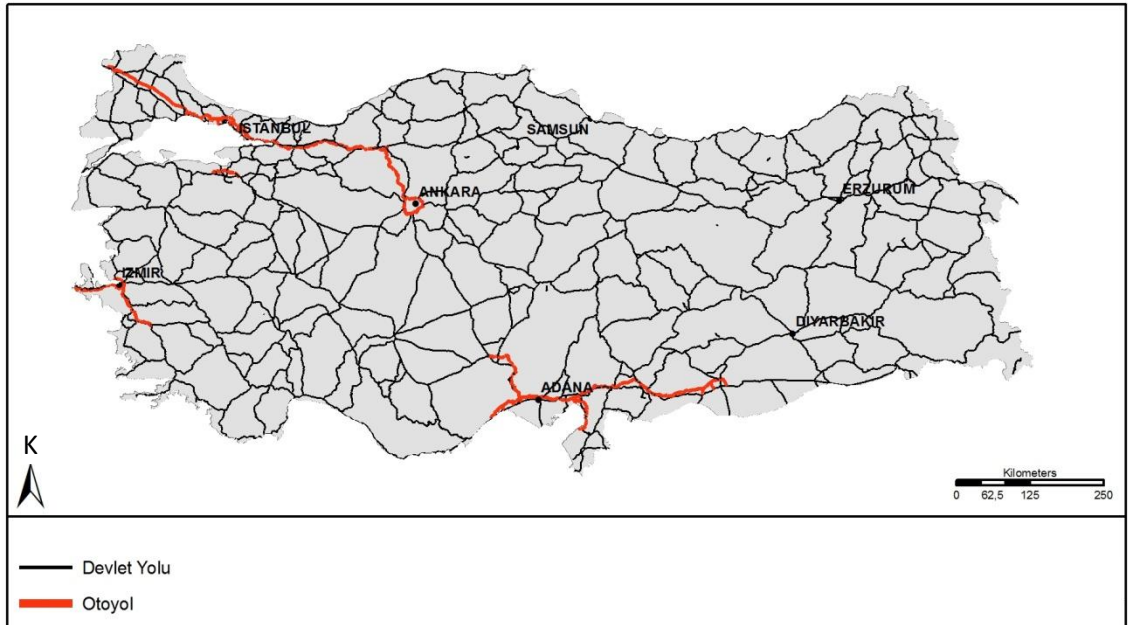 İSTANBUL
SAMSUN
ANKARA
ERZURUM
İZMİR
DİYARBAKIR
ADANA
K
Kilometers
0 62,5 125 250
Devlet Yolu
Otoyol